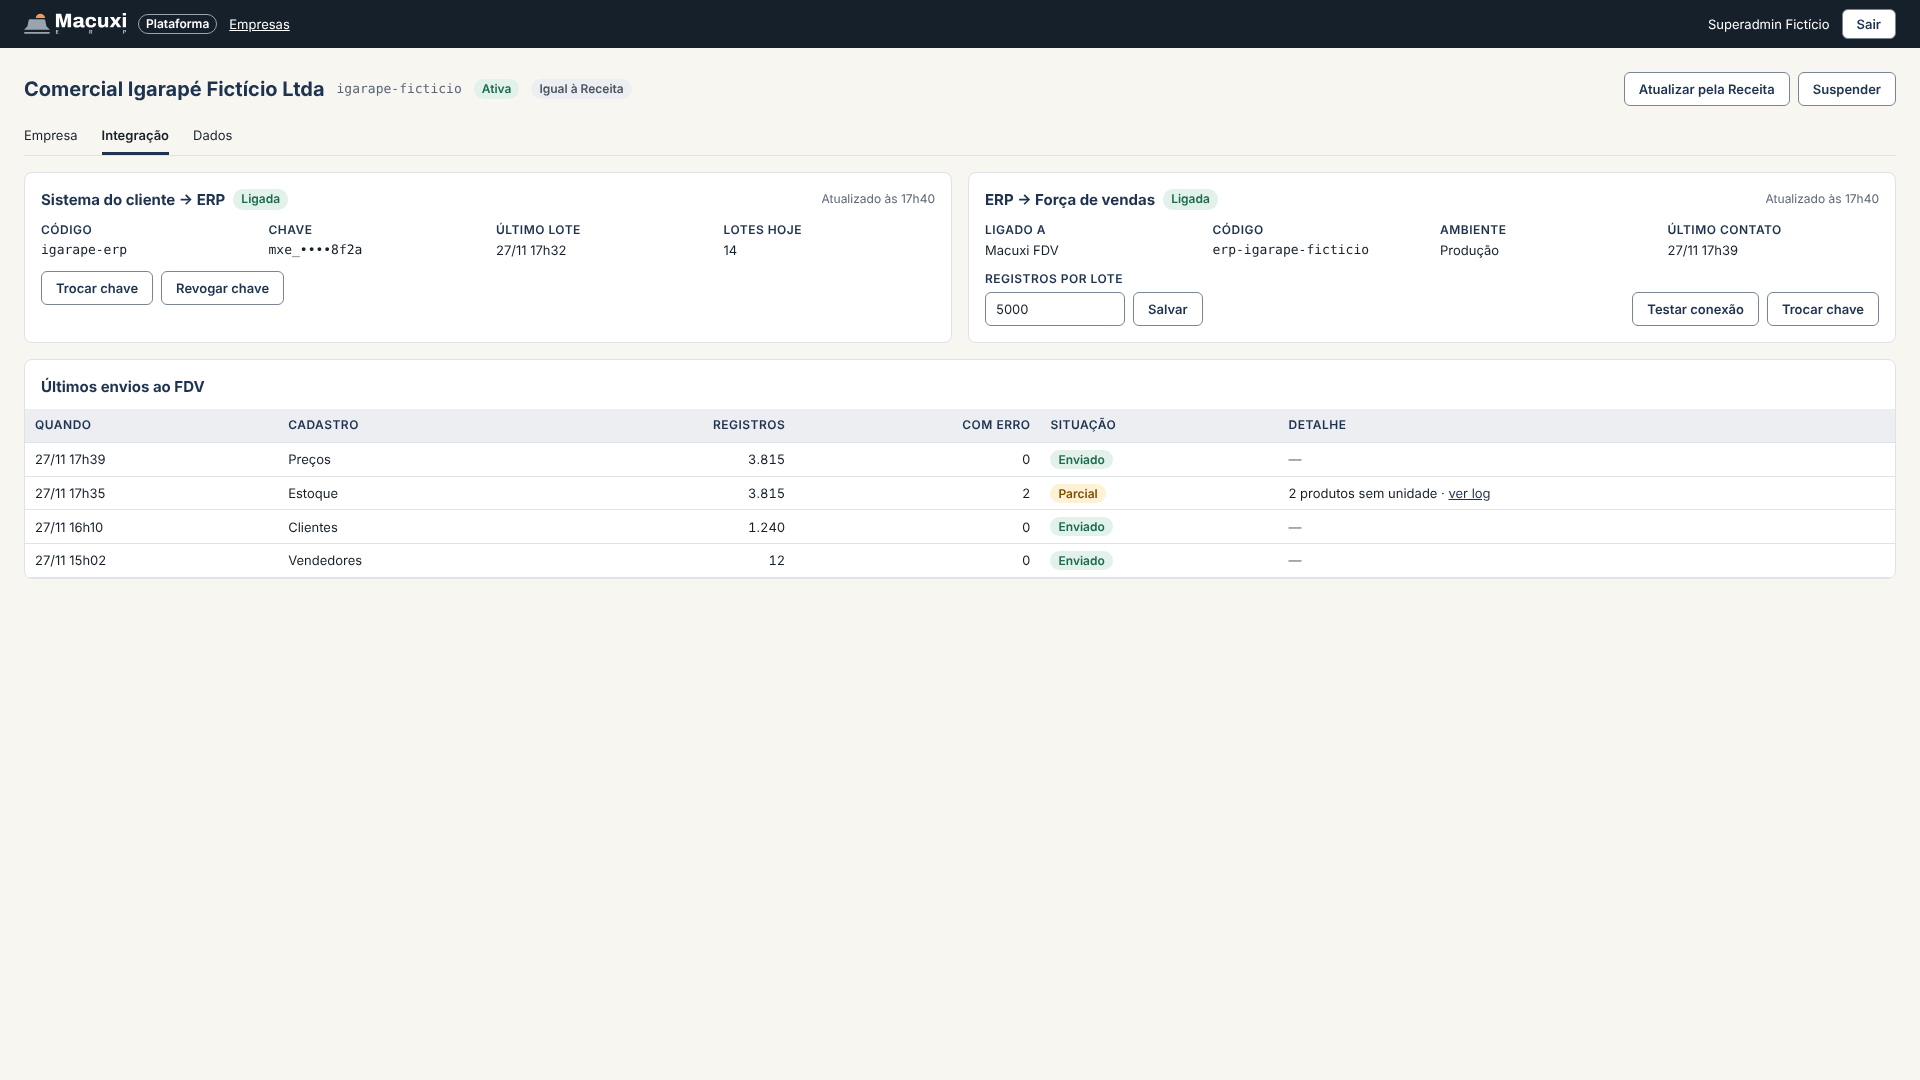 Macuxi
E R P
Plataforma
Empresas
Superadmin Fictício
Sair
Comercial Igarapé Fictício Ltda
igarape-ficticio
Ativa
Igual à Receita
Atualizar pela Receita
Suspender
Empresa
Integração
Dados
Sistema do cliente → ERP
Ligada
Atualizado às 17h40
CÓDIGO
CHAVE
ÚLTIMO LOTE
LOTES HOJE
igarape-erp
mxe_••••8f2a
27/11 17h32
14
Trocar chave
Revogar chave
ERP → Força de vendas
Ligada
Atualizado às 17h40
LIGADO A
CÓDIGO
AMBIENTE
ÚLTIMO CONTATO
Macuxi FDV
erp-igarape-ficticio
Produção
27/11 17h39
REGISTROS POR LOTE
5000
Salvar
Testar conexão
Trocar chave
Últimos envios ao FDV
QUANDO CADASTRO REGISTROS COM ERRO SITUAÇÃO DETALHE
27/11 17h39 Preços 3.815 0 Enviado —
27/11 17h35 Estoque 3.815 2 Parcial 2 produtos sem unidade · ver log
27/11 16h10 Clientes 1.240 0 Enviado —
27/11 15h02 Vendedores 12 0 Enviado —